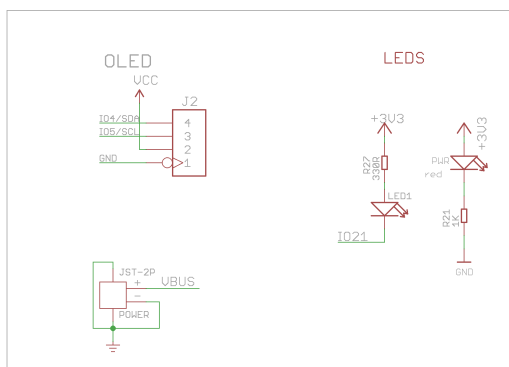 OLED
VCC
J2
IO4/SDA
4
IO5/SCL
3
2
GND
1
LEDS
+3V3
R27
330R
LED1
IO21
+3V3
PWR
red
R21
1K
GND
JST-2P
+
VBUS
-
POWER